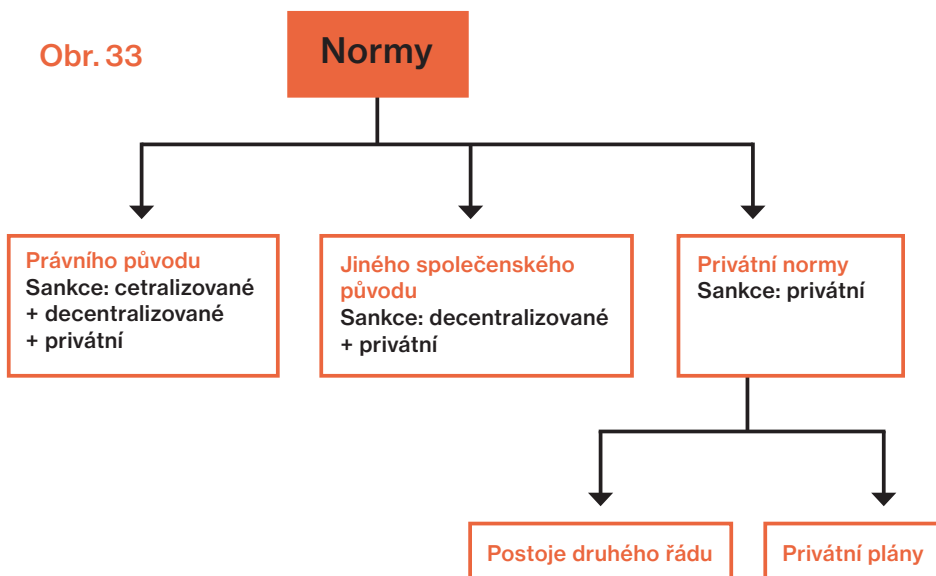 Obr. 33
Normy
Právního původu
Sankce: cetralizované
+ decentralizované
+ privátní
Jiného společenského
původu
Sankce: decentralizované
+ privátní
Privátní normy
Sankce: privátní
Postoje druhého řádu
Privátní plány